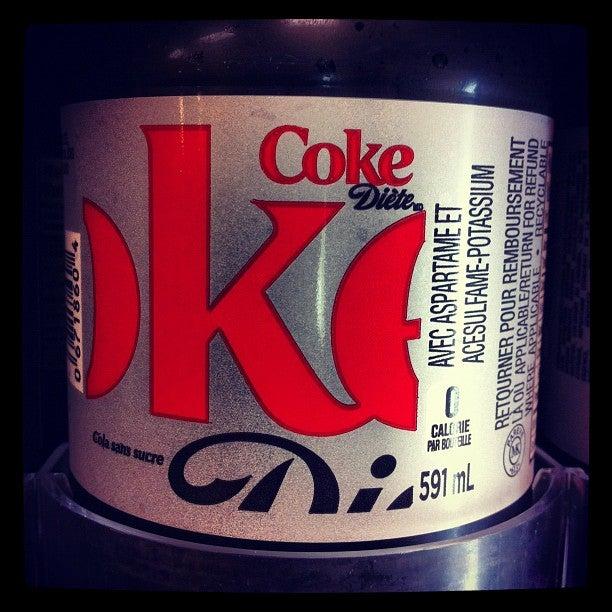 Coke
Diète MD
oke
Di
Cola sans sucre
AVEC ASPARTAME ET
ACESULFAME-POTASSIUM
0
CALORIE
PAR BOUTEILLE
591 mL
RETOURNER POUR REMBOURSEMENT
LÀ OÙ APPLICABLE/RETURN FOR REFUND
WHERE APPLICABLE • RECYCLABLE